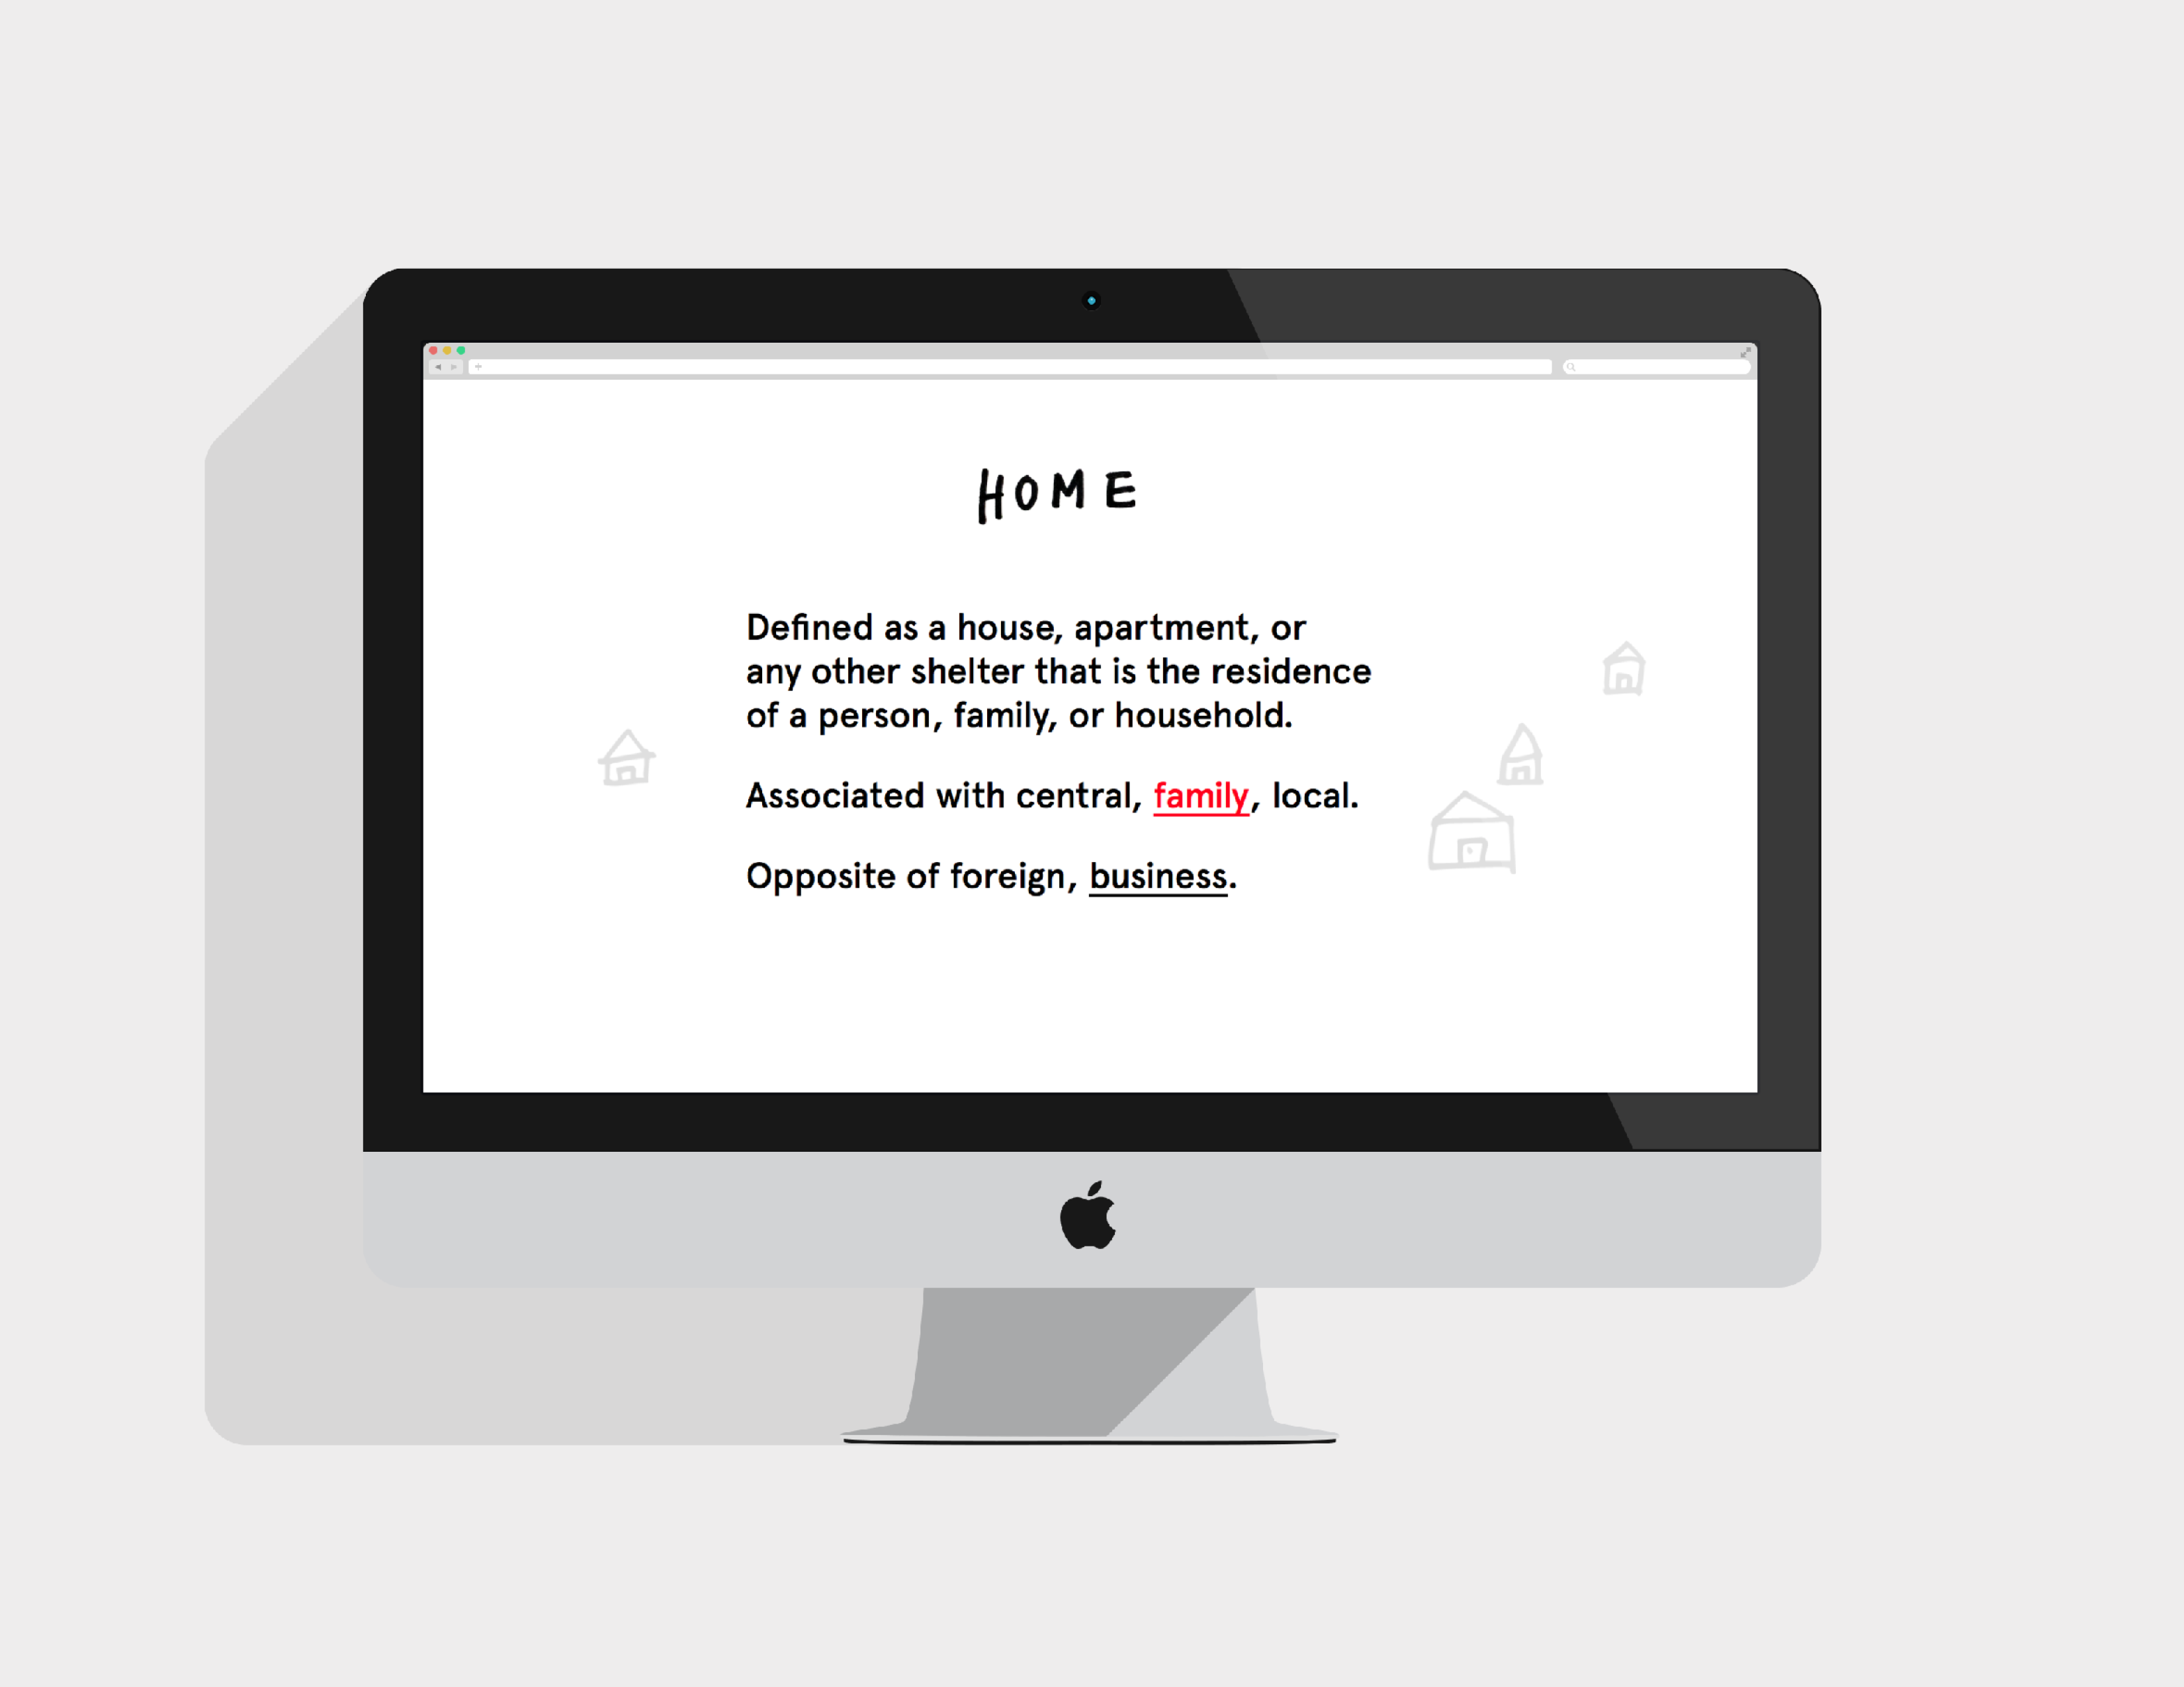 HOME
Defined as a house, apartment, or
any other shelter that is the residence
of a person, family, or household.
Associated with central, family, local.
Opposite of foreign, business.